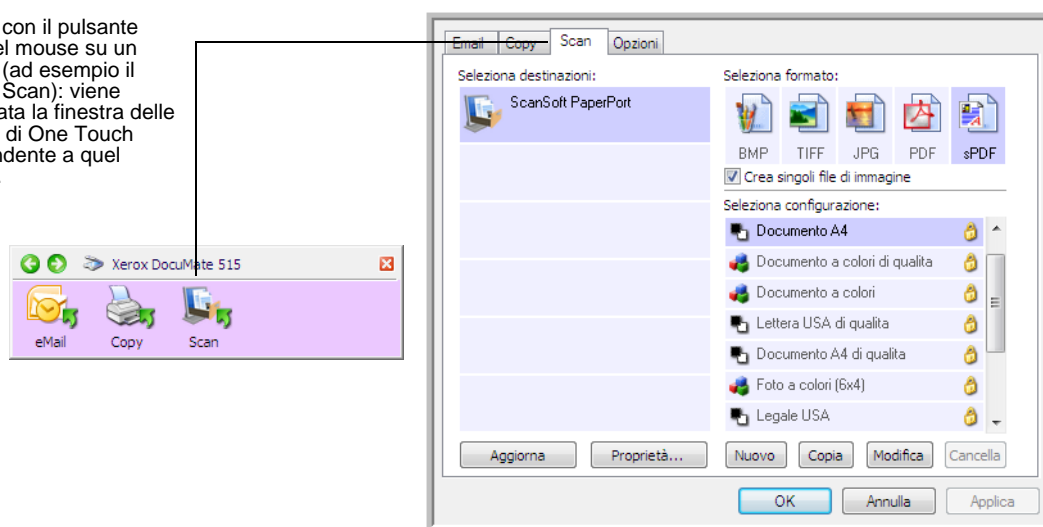 con il pulsante
el mouse su un
(ad esempio il
Scan): viene
ata la finestra delle
di One Touch
ndente a quel
Xerox DocuMate 515
eMail Copy Scan
Email Copy Scan Opzioni
Seleziona destinazioni:
ScanSoft PaperPort
Aggiorna Proprietà...
Seleziona formato:
BMP TIFF JPG PDF sPDF
Crea singoli file di immagine
Seleziona configurazione:
Documento A4
Documento a colori di qualita
Documento a colori
Lettera USA di qualita
Documento A4 di qualita
Foto a colori (6x4)
Legale USA
Nuovo Copia Modifica Cancella
OK Annulla Applica